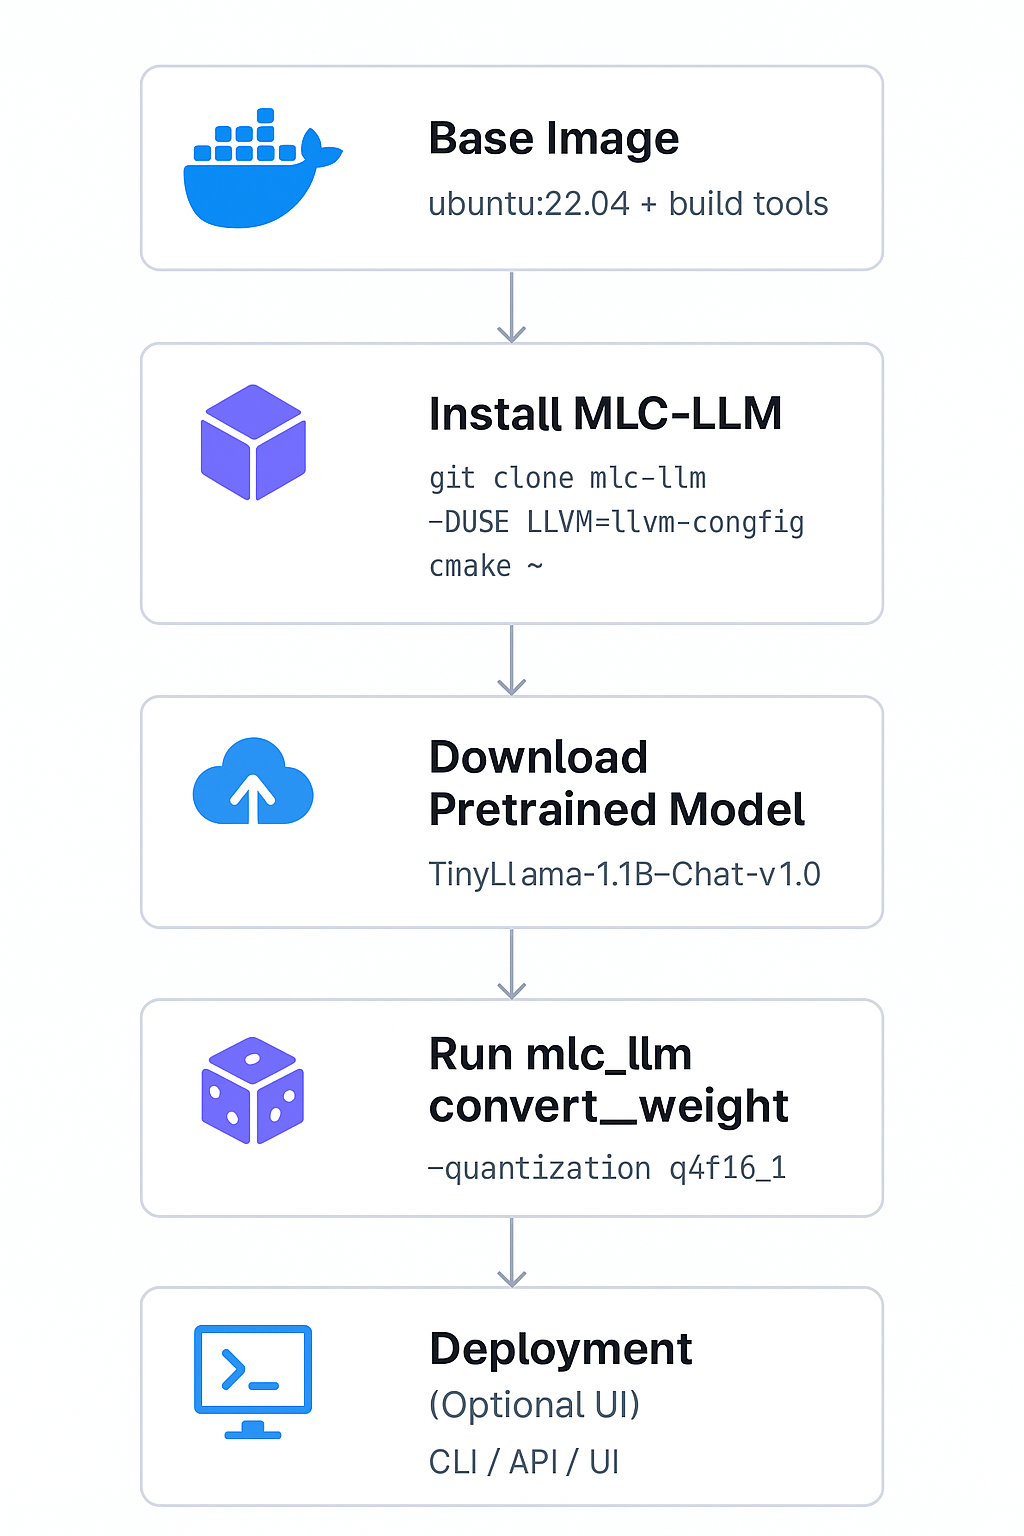 Base Image
ubuntu:22.04 + build tools
Install MLC-LLM
git clone mlc-llm
–DUSE LLVM=llvm-congfig
cmake ~
Download
Pretrained Model
TinyLlama-1.1B–Chat-v1.0
Run mlc_llm
convert__weight
–quantization q4f16_1
Deployment
(Optional UI)
CLI / API / UI